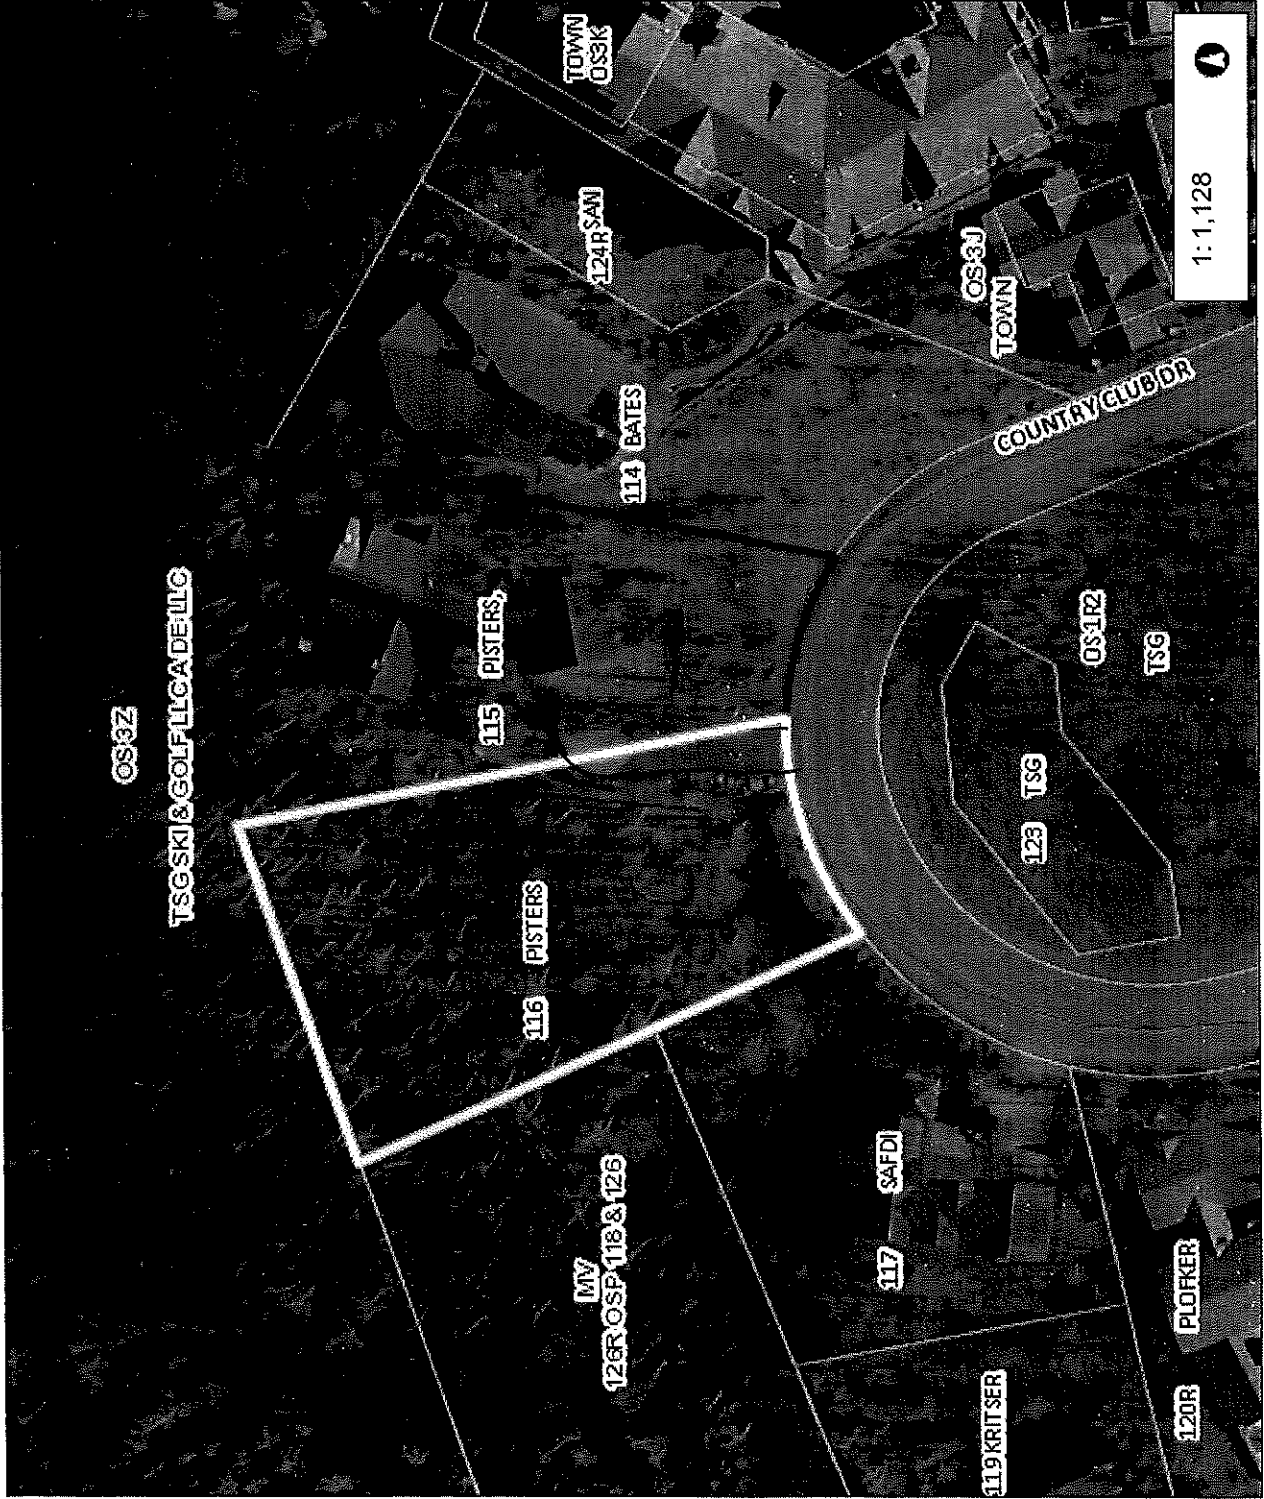 OS-3Z
TSG SKI & GOLF LLC A DE LLC
TOWN
OS3K
124R SAN
OS-3J
TOWN
1: 1,128
COUNTRY CLUB DR
114 BATES
115 PISTERS,
116 PISTERS
OS-1R2
TSG
123 TSG
MV
126R OSP 118 & 126
117 SAFDI
119 KRITSER
120R PLOFKER